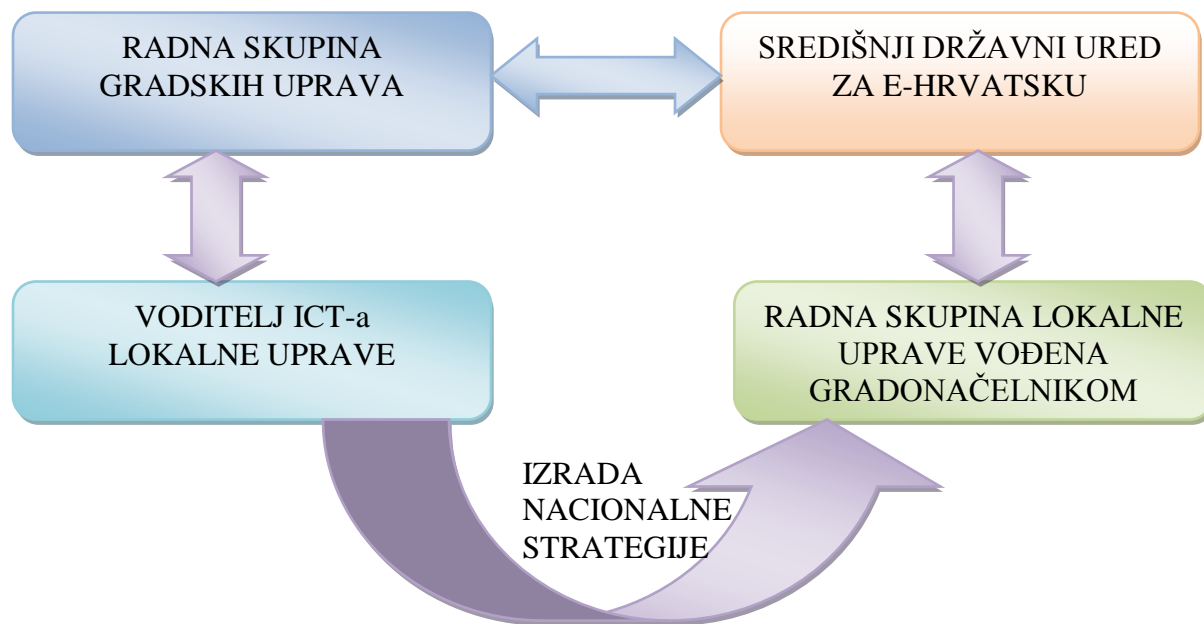 RADNA SKUPINA
GRADSKIH UPRAVA
SREDIŠNJI DRŽAVNI URED
ZA E-HRVATSKU
VODITELJ ICT-a
LOKALNE UPRAVE
RADNA SKUPINA LOKALNE
UPRAVE VOĐENA
GRADONAČELNIKOM
IZRADA
NACIONALNE
STRATEGIJE